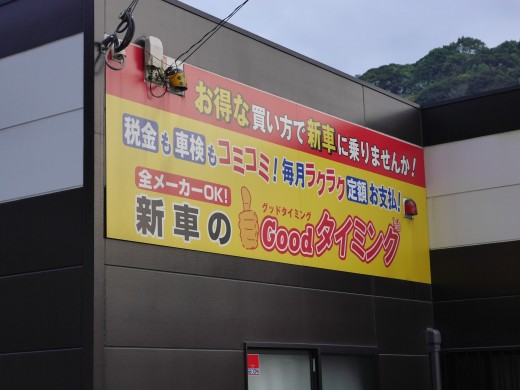 お得な買い方で新車に乗りませんか！
税金も車検もコミコミ！毎月ラクラク定額お支払！
全メーカーOK！
グッドタイミング
新車のGoodタイミング